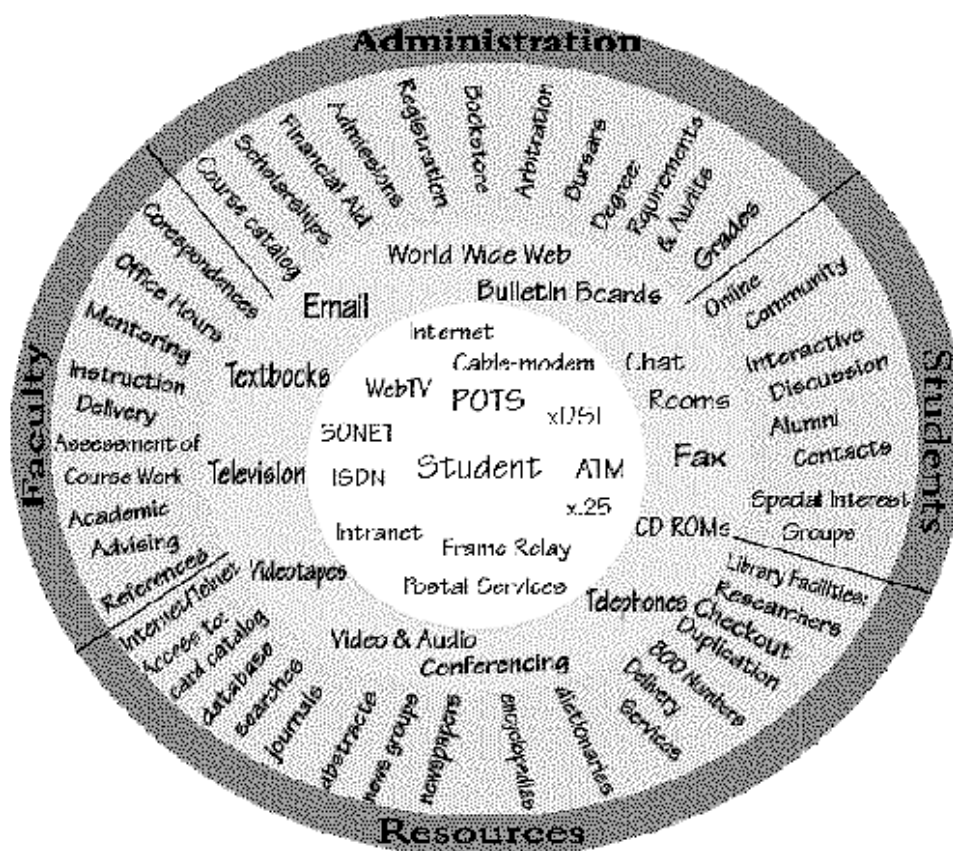 Administration
Course catalog
Scholarships
Financial Aid
Admissions
Registration
Bookstore
Arbitration
Bursars
Degree
Rquirements
& Audits
Grades
Students
Online
Community
Interactive
Discussion
Alumni
Contacts
Special Interest
Groups
Resources
Library Facilities:
Researchers
Checkout
Duplication
800 Numbers
Delivery
Services
dictionaries
encyclopedias
newspapers
news groups
abstracts
journals
searches
database
card catalog
Access to:
Internet/Telnet
Faculty
Corespondences
Office Hours
Mentoring
Instruction
Delivery
Assessment of
Course Work
Academic
Advising
References
World Wide Web
Bulletin Boards
Email
Textbooks
Television
Videotapes
Video & Audio
Conferencing
Telephones
CD ROMs
Fax
Chat
Rooms
Internet
Cable-modem
WebTV
POTS
xDSL
SONET
Student
ATM
ISDN
x.25
Intranet
Frame Relay
Postal Services